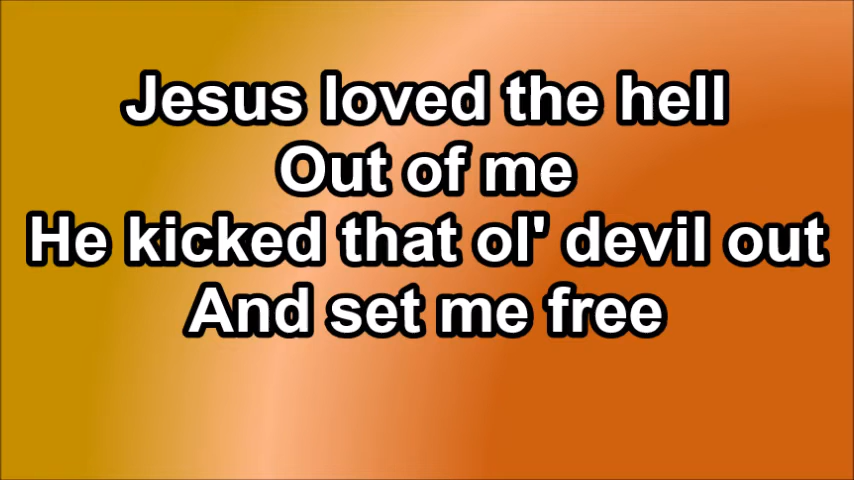 Jesus loved the hell
Out of me
He kicked that ol' devil out
And set me free